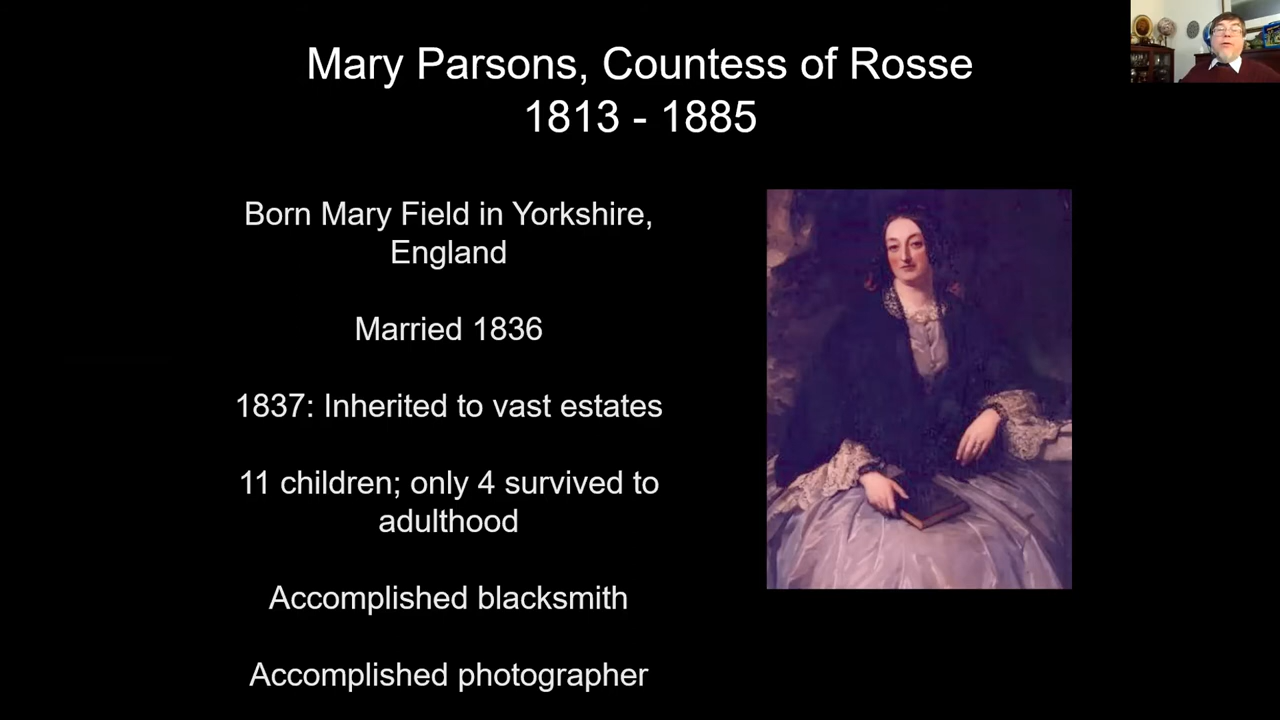 Mary Parsons, Countess of Rosse
1813 - 1885
Born Mary Field in Yorkshire,
England
Married 1836
1837: Inherited to vast estates
11 children; only 4 survived to
adulthood
Accomplished blacksmith
Accomplished photographer